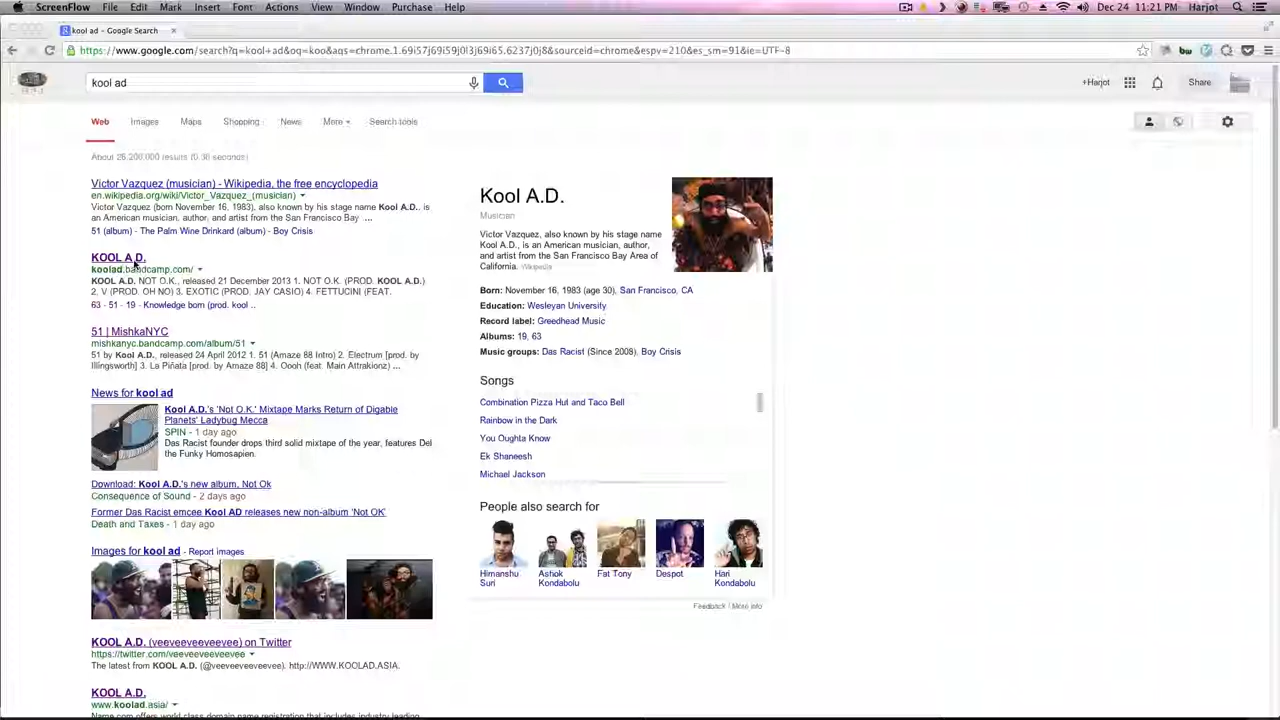 ScreenFlow File Edit Mark Insert Font Actions View Window Purchase Help Dec 24 11:21 PM Harjot
kool ad - Google Search
https://www.google.com/search?q=kool+ad&oq=koo&aqs=chrome.1.69i57j69i59j0l3j69i65.6237j0j8&sourceid=chrome&espv=210&es_sm=91&ie=UTF-8
kool ad
+Harjot Share
Web Images Maps Shopping News More Search tools
About 26,200,000 results (0.36 seconds)
Victor Vazquez (musician) - Wikipedia, the free encyclopedia
en.wikipedia.org/wiki/Victor_Vazquez_(musician)
Victor Vazquez (born November 16, 1983), also known by his stage name Kool A.D., is
an American musician, author, and artist from the San Francisco Bay ...
51 (album) - The Palm Wine Drinkard (album) - Boy Crisis
KOOL A.D.
koolad.bandcamp.com/
KOOL A.D. NOT O.K., released 21 December 2013 1. NOT O.K. (PROD. KOOL A.D.)
2. V (PROD. OH NO) 3. EXOTIC (PROD. JAY CASIO) 4. FETTUCINI (FEAT.
63 - 51 - 19 - Knowledge born (prod. kool ...
51 | MishkaNYC
mishkanyc.bandcamp.com/album/51
51 by Kool A.D., released 24 April 2012 1. 51 (Amaze 88 Intro) 2. Electrum [prod. by
Illingsworth] 3. La Piñata [prod. by Amaze 88] 4. Oooh (feat. Main Attrakionz) ...
News for kool ad
Kool A.D.'s 'Not O.K.' Mixtape Marks Return of Digable
Planets' Ladybug Mecca
SPIN - 1 day ago
Das Racist founder drops third solid mixtape of the year, features Del
the Funky Homosapien.
Download: Kool A.D.'s new album, Not Ok
Consequence of Sound - 2 days ago
Former Das Racist emcee Kool AD releases new non-album 'Not OK'
Death and Taxes - 1 day ago
Images for kool ad - Report images
KOOL A.D. (veeveeveeveevee) on Twitter
https://twitter.com/veeveeveeveevee
The latest from KOOL A.D. (@veeveeveeveevee). http://WWW.KOOLAD.ASIA.
KOOL A.D.
www.koolad.asia/
Name.com offers world class domain name registration that includes industry leading
Kool A.D.
Musician
Victor Vazquez, also known by his stage name
Kool A.D., is an American musician, author,
and artist from the San Francisco Bay Area of
California. Wikipedia
Born: November 16, 1983 (age 30), San Francisco, CA
Education: Wesleyan University
Record label: Greedhead Music
Albums: 19, 63
Music groups: Das Racist (Since 2008), Boy Crisis
Songs
Combination Pizza Hut and Taco Bell
Rainbow in the Dark
You Oughta Know
Ek Shaneesh
Michael Jackson
People also search for
Himanshu Suri
Ashok Kondabolu
Fat Tony
Despot
Hari Kondabolu
Feedback / More info